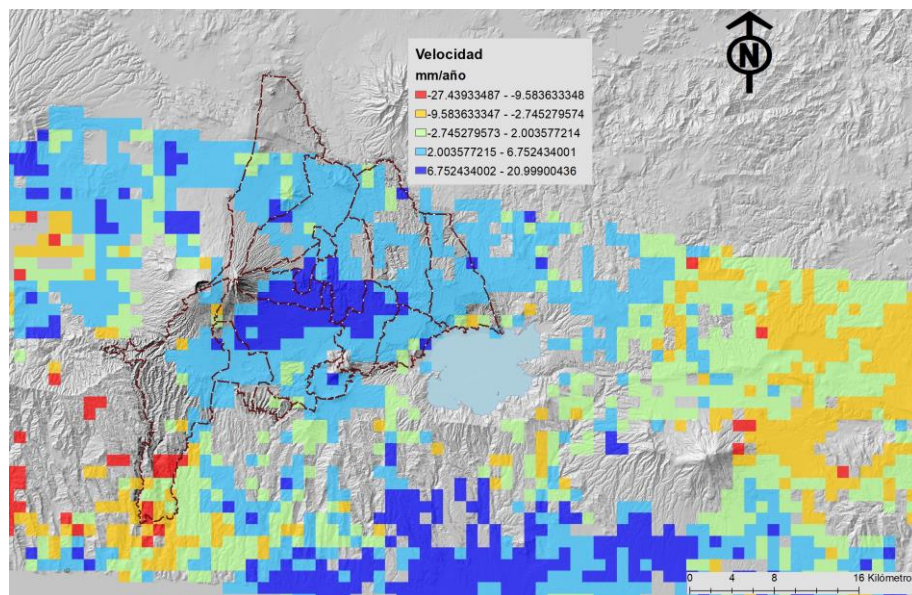 N
Velocidad
mm/año
-27.43933487 - -9.583633348
-9.583633347 - -2.745279574
-2.745279573 - 2.003577214
2.003577215 - 6.752434001
6.752434002 - 20.99900436
0 4 8 16 Kilómetro